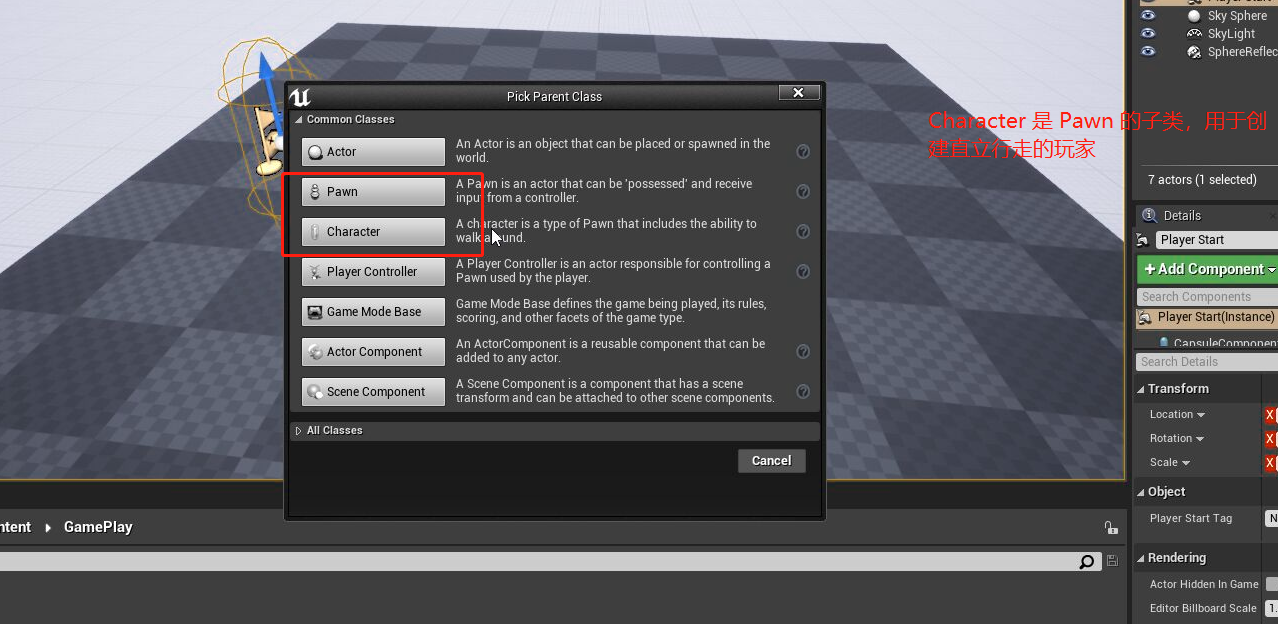 Sky Sphere
SkyLight
SphereReflec
Pick Parent Class
Common Classes
Actor
An Actor is an object that can be placed or spawned in the
world.
Pawn
A Pawn is an actor that can be 'possessed' and receive
input from a controller.
Character
A character is a type of Pawn that includes the ability to
walk around.
Player Controller
A Player Controller is an actor responsible for controlling a
Pawn used by the player.
Game Mode Base
Game Mode Base defines the game being played, its rules,
scoring, and other facets of the game type.
Actor Component
An ActorComponent is a reusable component that can be
added to any actor.
Scene Component
A Scene Component is a component that has a scene
transform and can be attached to other scene components.
All Classes
Cancel
Character 是 Pawn 的子类，用于创
建直立行走的玩家
7 actors (1 selected)
Details
Player Start
+ Add Component
Search Components
Player Start(Instance)
CapsuleComponen
Search Details
Transform
Location
X
Rotation
X
Scale
X
Object
Player Start Tag
N
Rendering
Actor Hidden In Game
Editor Billboard Scale
1.
ntent
GamePlay